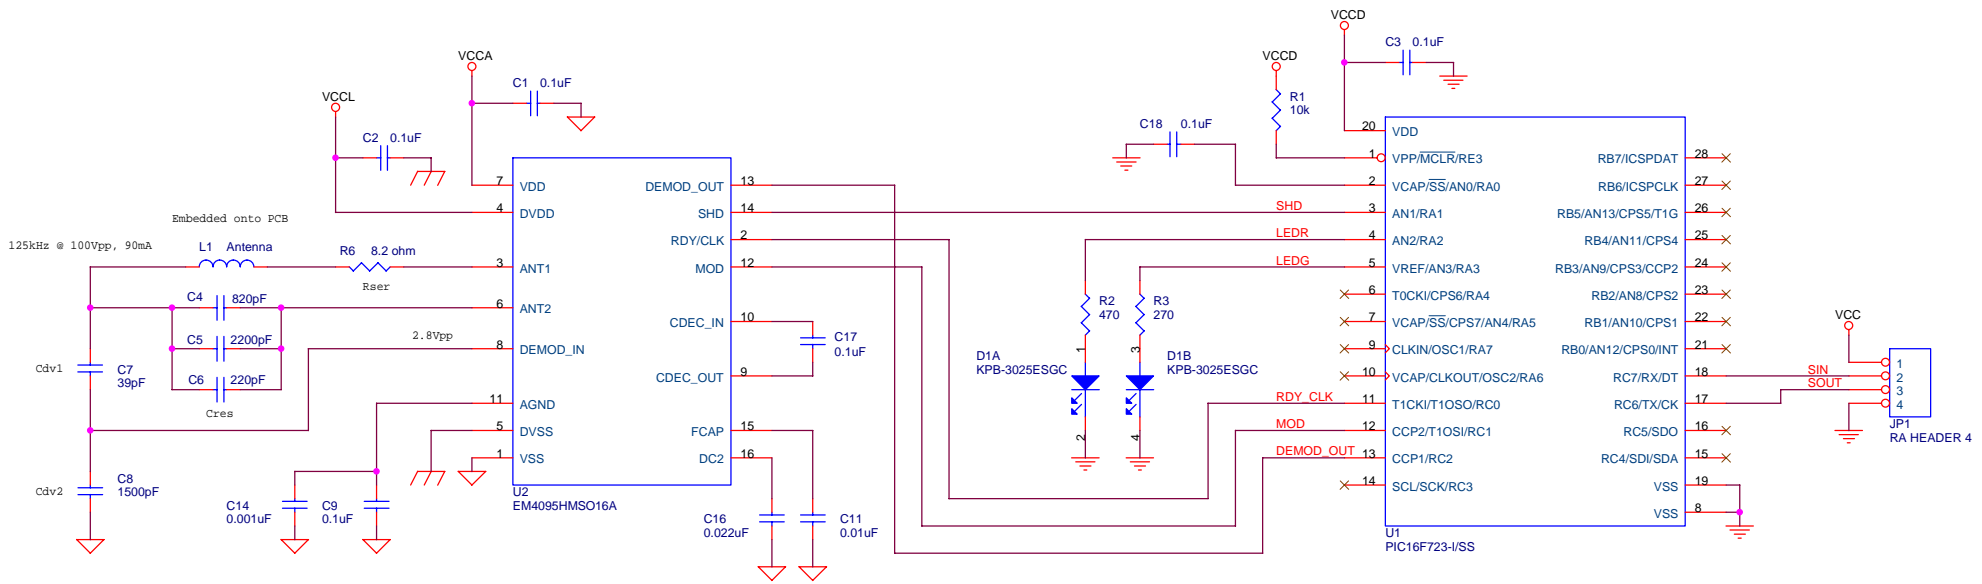 VCCD
C3 0.1uF
VCCA
VCCD
C1 0.1uF
VCCL
R1
10k
C2 0.1uF
C18 0.1uF
20 VDD
1 VPP/MCLR/RE3
2 VCAP/SS/AN0/RA0
3 AN1/RA1
4 AN2/RA2
5 VREF/AN3/RA3
6 T0CKI/CPS6/RA4
7 VCAP/SS/CPS7/AN4/RA5
9 CLKIN/OSC1/RA7
10 VCAP/CLKOUT/OSC2/RA6
11 T1CKI/T1OSO/RC0
12 CCP2/T1OSI/RC1
13 CCP1/RC2
14 SCL/SCK/RC3
RB7/ICSPDAT 28
RB6/ICSPCLK 27
RB5/AN13/CPS5/T1G 26
RB4/AN11/CPS4 25
RB3/AN9/CPS3/CCP2 24
RB2/AN8/CPS2 23
RB1/AN10/CPS1 22
RB0/AN12/CPS0/INT 21
RC7/RX/DT 18
RC6/TX/CK 17
RC5/SDO 16
RC4/SDI/SDA 15
VSS 19
VSS 8
U1
PIC16F723-I/SS
7 VDD
4 DVDD
3 ANT1
6 ANT2
8 DEMOD_IN
11 AGND
5 DVSS
1 VSS
DEMOD_OUT 13
SHD 14
RDY/CLK 2
MOD 12
CDEC_IN 10
CDEC_OUT 9
FCAP 15
DC2 16
U2
EM4095HMSO16A
Embedded onto PCB
125kHz @ 100Vpp, 90mA
L1 Antenna
R6 8.2 ohm
Rser
C4 820pF
C5 2200pF
C6 220pF
Cres
2.8Vpp
Cdv1
C7
39pF
Cdv2
C8
1500pF
C14
0.001uF
C9
0.1uF
C17
0.1uF
C16
0.022uF
C11
0.01uF
SHD
LEDR
LEDG
R2
470
R3
270
1
3
D1A
KPB-3025ESGC
D1B
KPB-3025ESGC
2
4
RDY_CLK
MOD
DEMOD_OUT
VCC
SIN
SOUT
1
2
3
4
JP1
RA HEADER 4